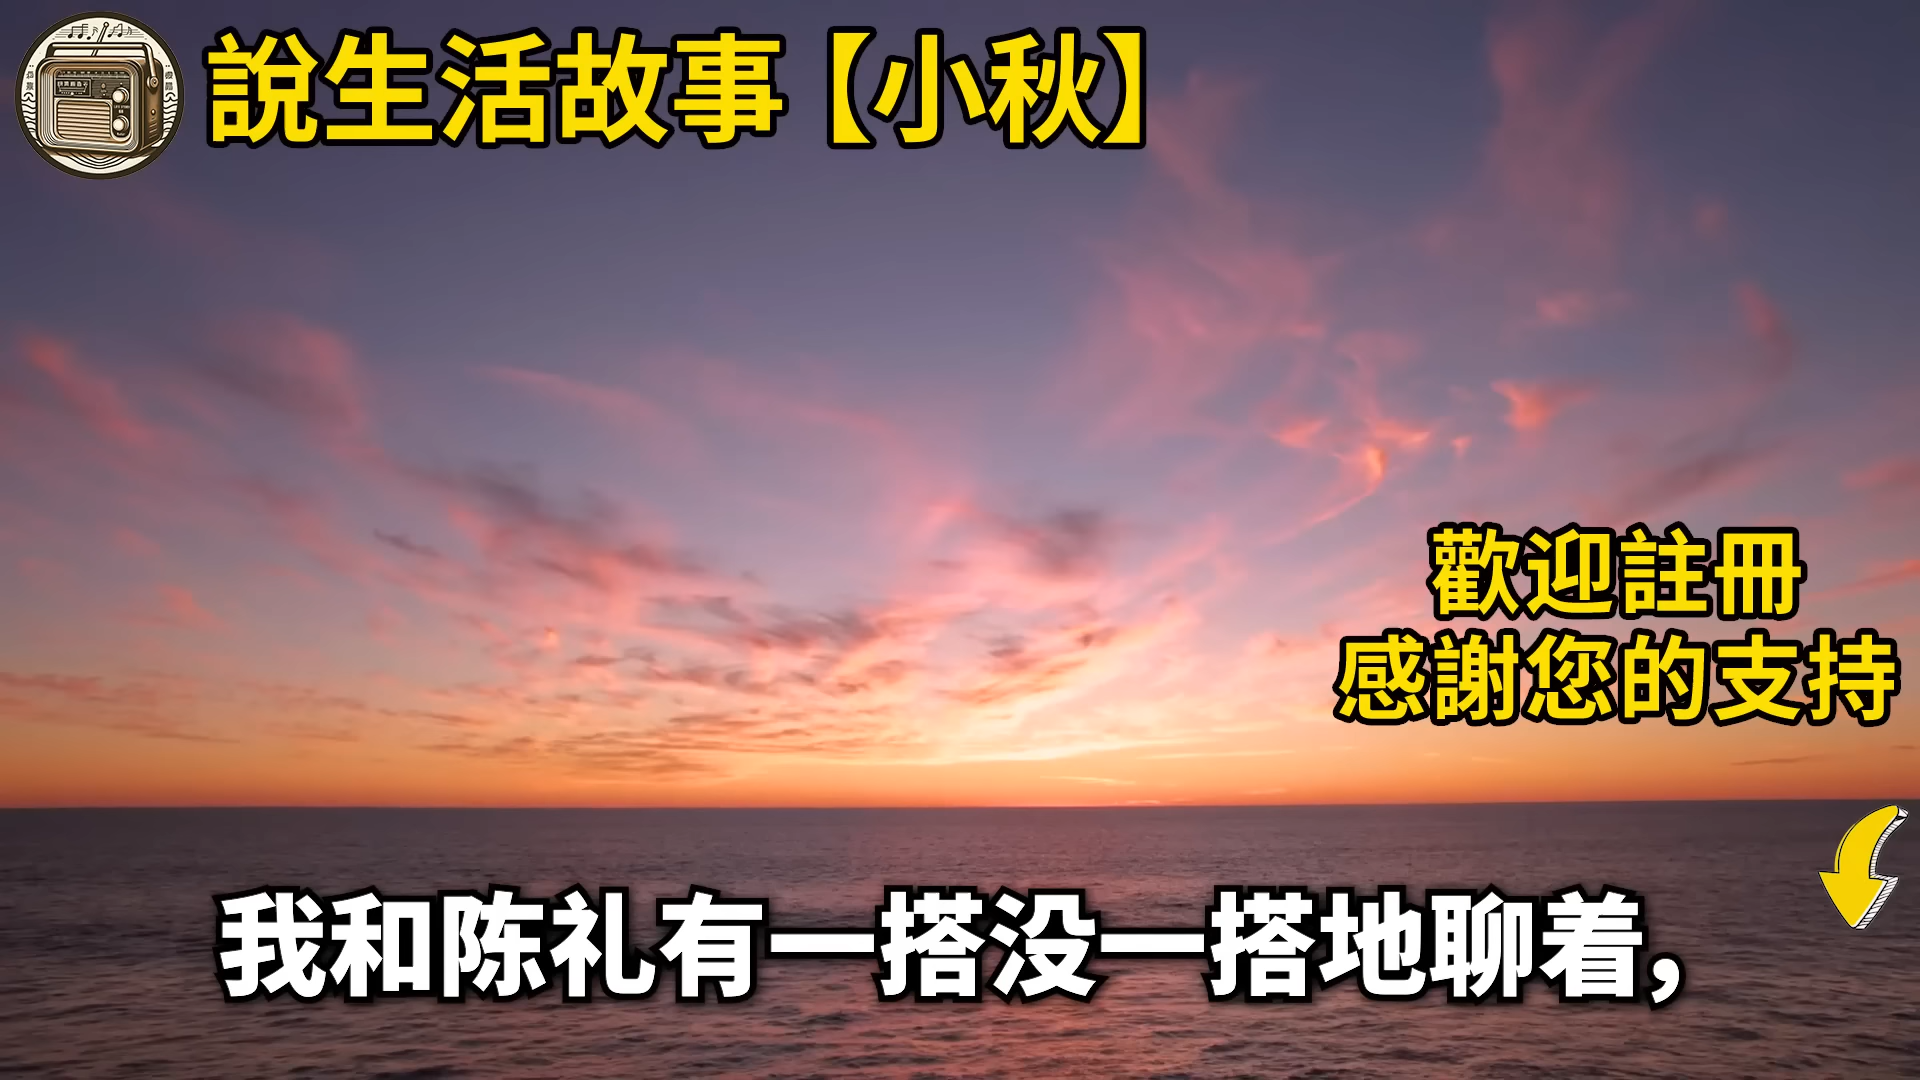 說生活故事【小秋】
歡迎註冊
感謝您的支持
我和陈礼有一搭没一搭地聊着,